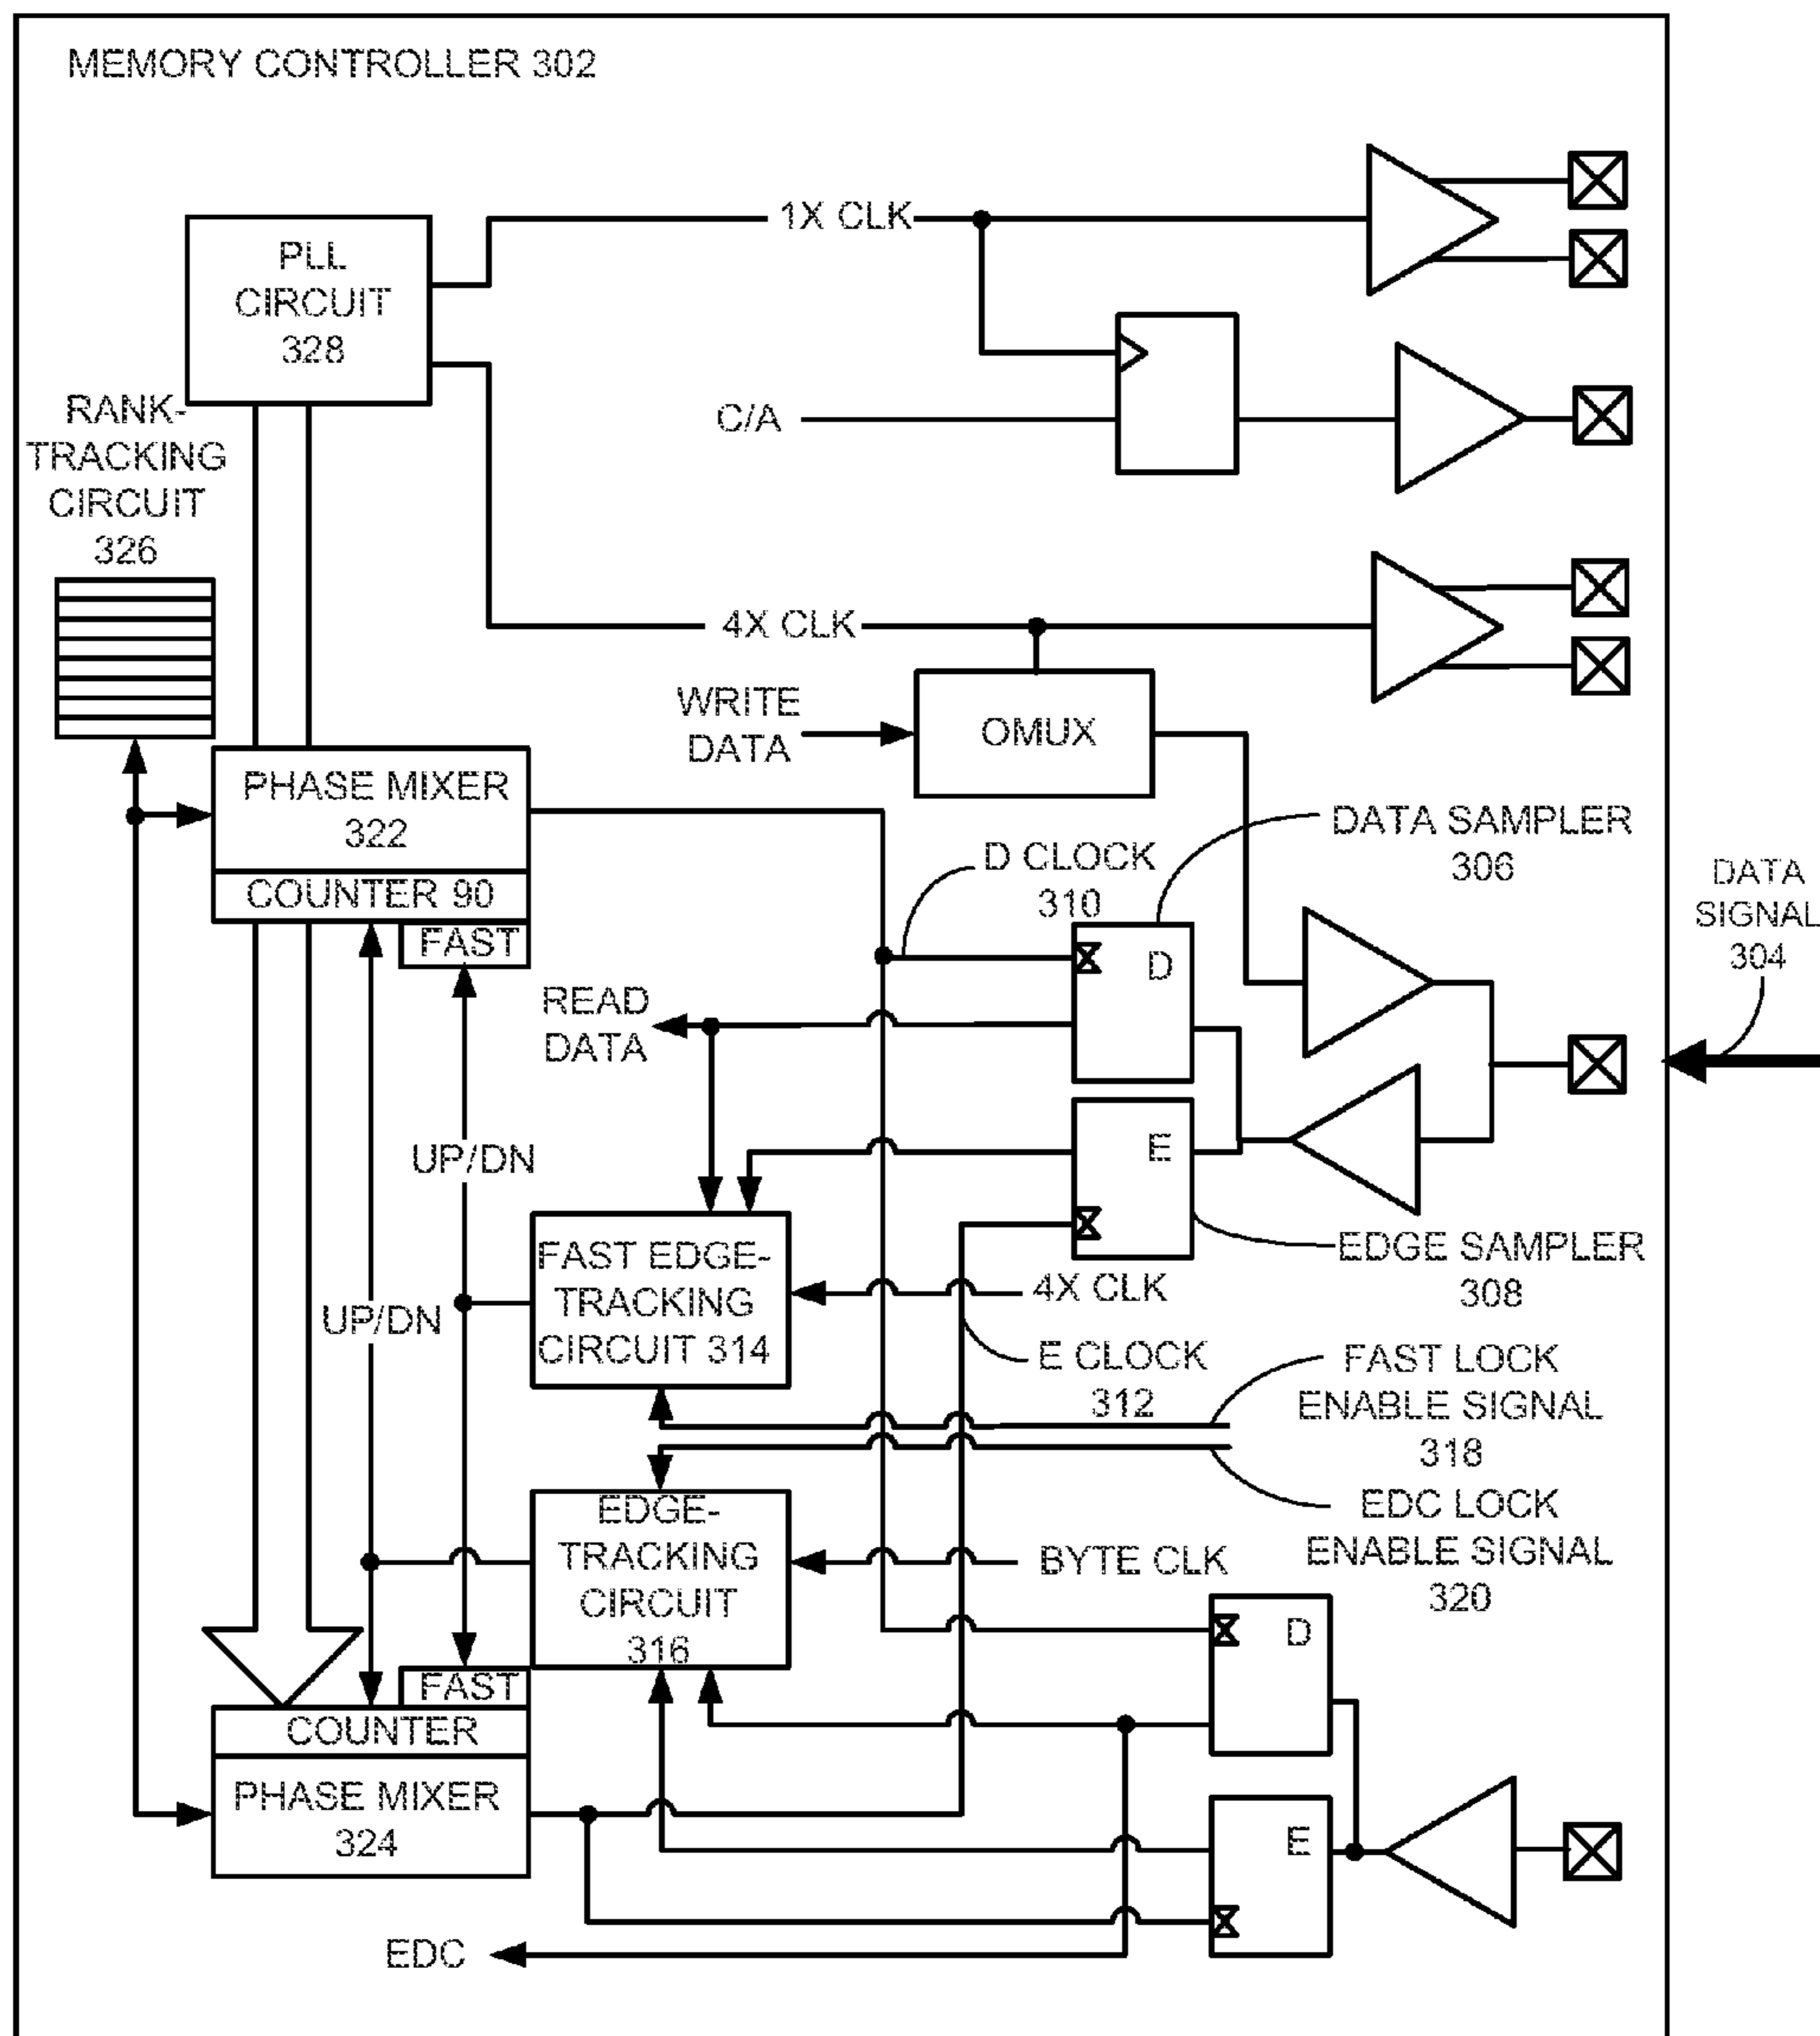 MEMORY CONTROLLER 302
1X CLK
PLL
CIRCUIT
328
RANK-
TRACKING
CIRCUIT
326
C/A
4X CLK
WRITE
DATA
OMUX
PHASE MIXER
322
COUNTER 90
FAST
DATA SAMPLER
306
D CLOCK
310
D
DATA
SIGNAL
304
READ
DATA
E
UP/DN
FAST EDGE-
TRACKING
CIRCUIT 314
EDGE SAMPLER
308
4X CLK
UP/DN
E CLOCK
312
FAST LOCK
ENABLE SIGNAL
318
EDC LOCK
ENABLE SIGNAL
320
EDGE-
TRACKING
CIRCUIT
316
BYTE CLK
D
FAST
COUNTER
PHASE MIXER
324
E
EDC